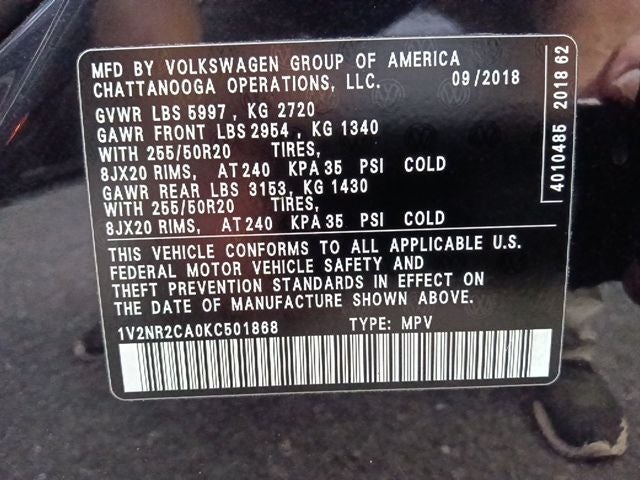 MFD BY VOLKSWAGEN GROUP OF AMERICA
CHATTANOOGA OPERATIONS, LLC. 09/2018
GVWR LBS 5997 , KG 2720
GAWR FRONT LBS 2954 , KG 1340
WITH 255/50R20 TIRES,
8JX20 RIMS, AT 240 KPA 35 PSI COLD
GAWR REAR LBS 3153, KG 1430
WITH 255/50R20 TIRES,
8JX20 RIMS, AT 240 KPA 35 PSI COLD
THIS VEHICLE CONFORMS TO ALL APPLICABLE U.S.
FEDERAL MOTOR VEHICLE SAFETY AND
THEFT PREVENTION STANDARDS IN EFFECT ON
THE DATE OF MANUFACTURE SHOWN ABOVE.
1V2NR2CA0KC501868 TYPE: MPV
4010485 2018 62